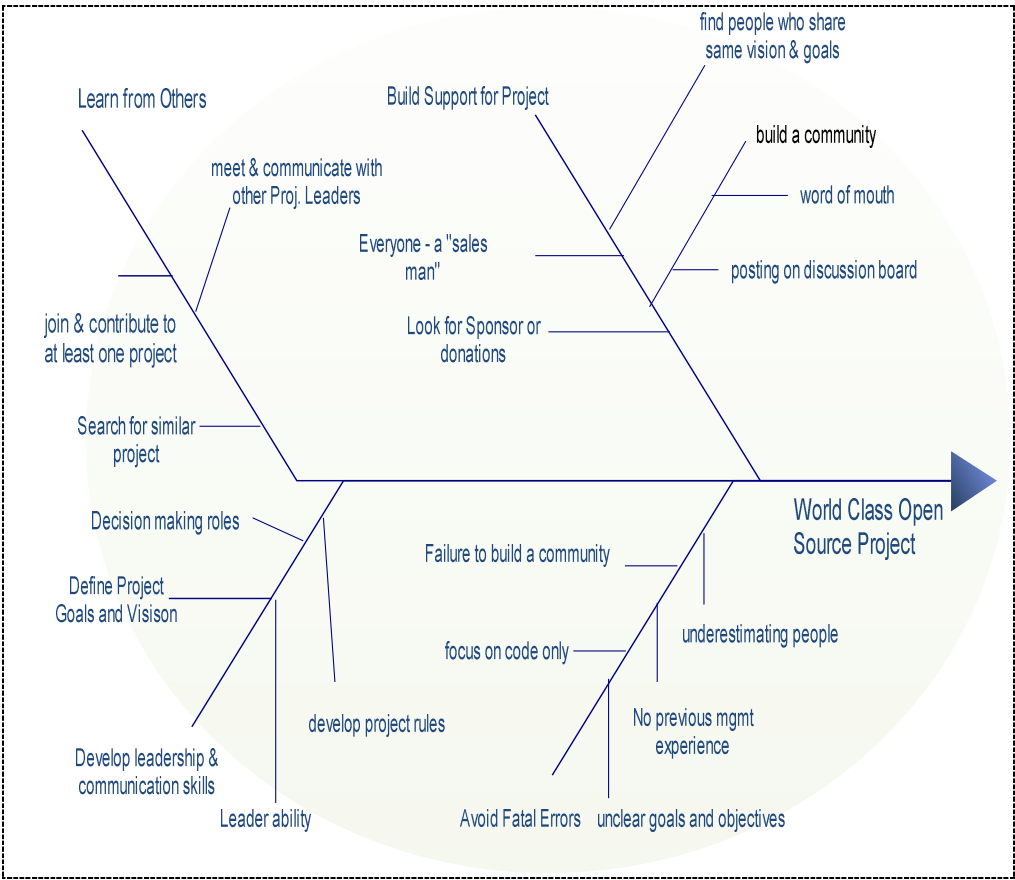 find people who share
same vision & goals
Learn from Others
Build Support for Project
build a community
meet & communicate with
other Proj. Leaders
word of mouth
Everyone - a "sales
man"
posting on discussion board
join & contribute to
at least one project
Look for Sponsor or
donations
Search for similar
project
World Class Open
Source Project
Decision making roles
Failure to build a community
Define Project
Goals and Visison
underestimating people
focus on code only
develop project rules
No previous mgmt
experience
Develop leadership &
communication skills
Leader ability
Avoid Fatal Errors
unclear goals and objectives